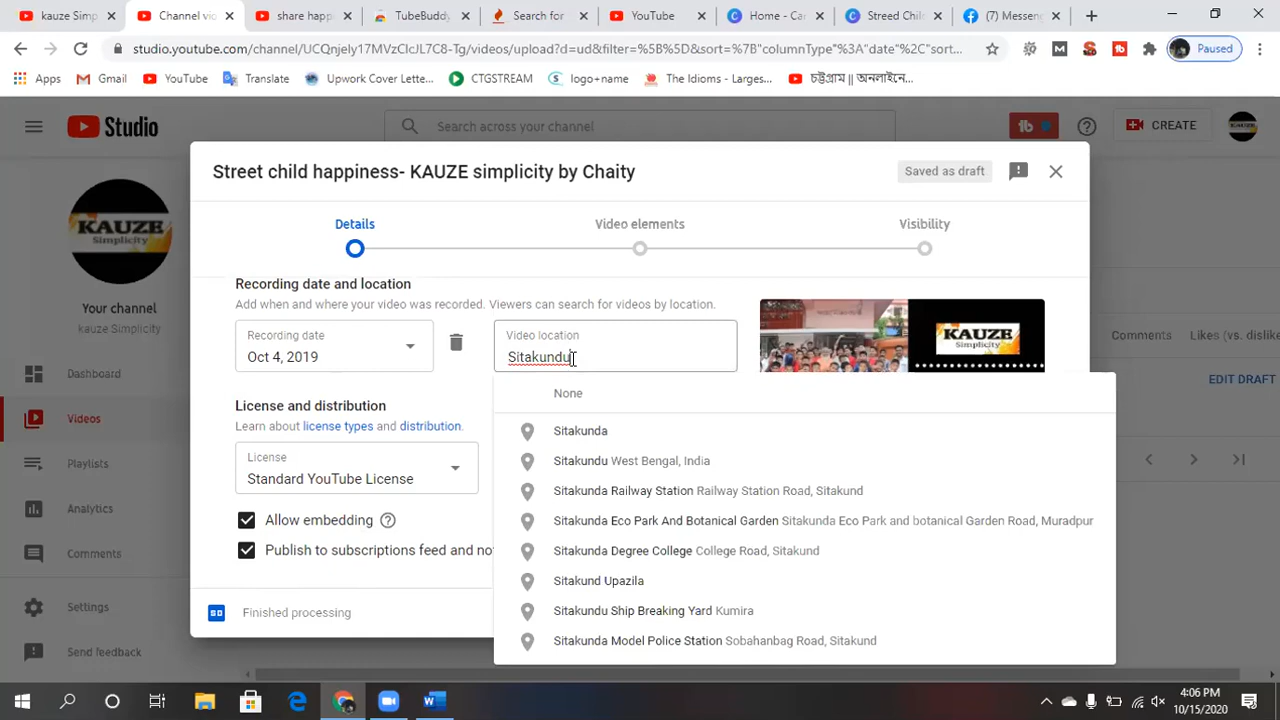 kauze Sim
Channel vi
share happ
TubeBuddy
Search for
YouTube
Home - Ca
Streed Chil
(7) Messen
studio.youtube.com/channel/UCQnjely17MVzClcJL7C8-Tg/videos/upload?d=ud&filter=%5B%5D&sort=%7B"columnType"%3A"date"%2C"sort...
Paused
Apps
Gmail
YouTube
Translate
Upwork Cover Lette...
CTGSTREAM
logo+name
The Idioms - Larges...
চট্টগ্রাম || অনলাইনে...
Studio
Search across your channel
CREATE
Street child happiness- KAUZE simplicity by Chaity
Saved as draft
Details
Video elements
Visibility
KAUZE
Simplicity
Your channel
kauze Simplicity
Recording date and location
Add when and where your video was recorded. Viewers can search for videos by location.
Recording date
Oct 4, 2019
Video location
Sitakundu
KAUZE
Simplicity
Comments
Likes (vs.
Dashboard
EDIT DRAFT
None
License and distribution
Learn about license types and distribution.
Videos
Sitakunda
License
Standard YouTube License
Playlists
Sitakundu West Bengal, India
Sitakunda Railway Station Railway Station Road, Sitakund
Analytics
Allow embedding
Sitakunda Eco Park And Botanical Garden Sitakunda Eco Park and botanical Garden Road, Muradpur
Comments
Publish to subscriptions feed and no
Sitakunda Degree College College Road, Sitakund
Sitakund Upazila
Settings
SD
Finished processing
Sitakundu Ship Breaking Yard Kumira
Sitakunda Model Police Station Sobahanbag Road, Sitakund
Send feedback
4:06 PM
10/15/2020